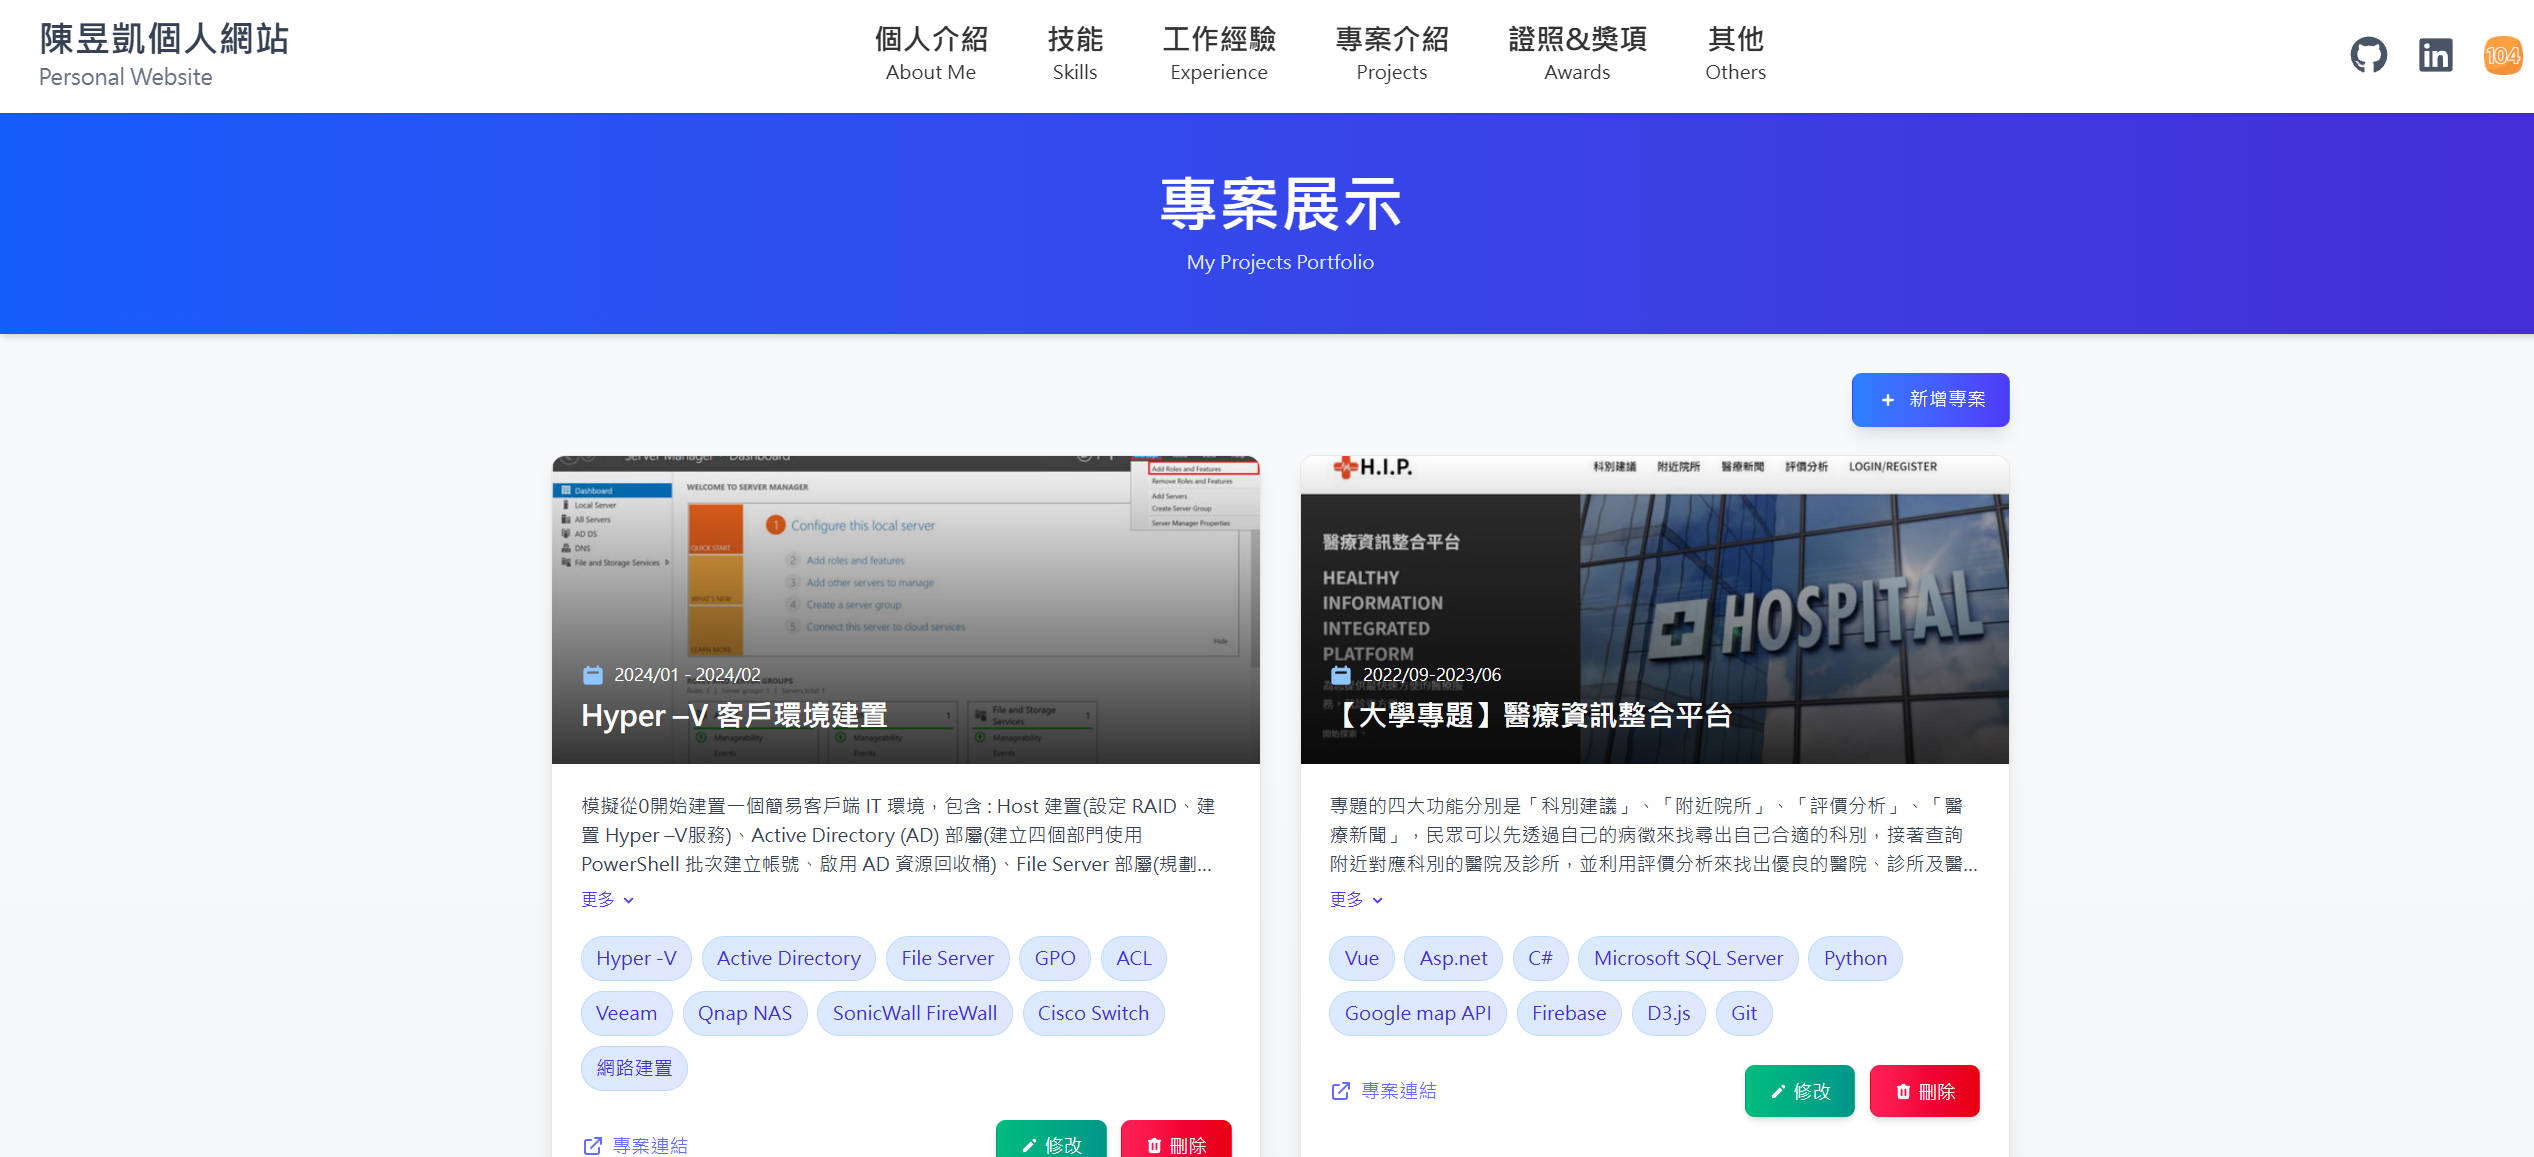 陳昱凱個人網站
Personal Website
個人介紹
About Me
技能
Skills
工作經驗
Experience
專案介紹
Projects
證照&獎項
Awards
其他
Others
104
專案展示
My Projects Portfolio
+ 新增專案
Server Manager Dashboard
Add Roles and Features
Remove Roles and Features
Add Servers
Create Server Group
Server Manager Properties
Dashboard
Local Server
All Servers
AD DS
DNS
File and Storage Services
WELCOME TO SERVER MANAGER
QUICK START
WHAT'S NEW
LEARN MORE
1 Configure this local server
2 Add roles and features
3 Add other servers to manage
4 Create a server group
5 Connect this server to cloud services
Hide
2024/01 - 2024/02
Hyper –V 客戶環境建置
File and Storage
Services
1
1
Manageability
Manageability
Manageability
Events
Events
Events
模擬從0開始建置一個簡易客戶端 IT 環境，包含 : Host 建置(設定 RAID、建
置 Hyper –V服務)、Active Directory (AD) 部屬(建立四個部門使用
PowerShell 批次建立帳號、啟用 AD 資源回收桶)、File Server 部屬(規劃...
更多
Hyper -V
Active Directory
File Server
GPO
ACL
Veeam
Qnap NAS
SonicWall FireWall
Cisco Switch
網路建置
專案連結
修改
刪除
H.I.P.
科別建議
附近院所
醫療新聞
評價分析
LOGIN/REGISTER
醫療資訊整合平台
HEALTHY
INFORMATION
INTEGRATED
PLATFORM
HOSPITAL
2022/09-2023/06
【大學專題】醫療資訊整合平台
開始探索
專題的四大功能分別是「科別建議」、「附近院所」、「評價分析」、「醫
療新聞」，民眾可以先透過自己的病徵來找尋出自己合適的科別，接著查詢
附近對應科別的醫院及診所，並利用評價分析來找出優良的醫院、診所及醫...
更多
Vue
Asp.net
C#
Microsoft SQL Server
Python
Google map API
Firebase
D3.js
Git
專案連結
修改
刪除